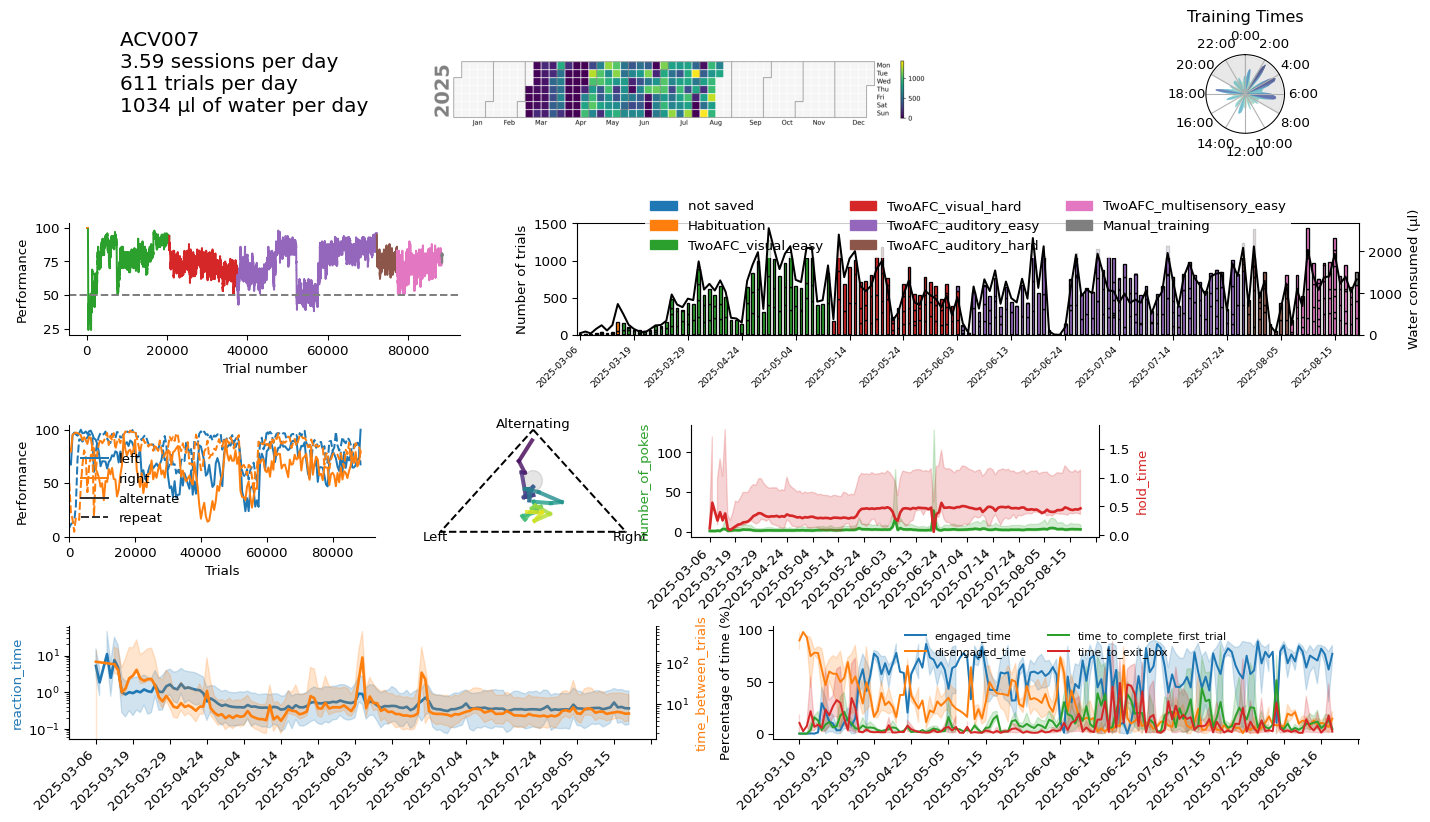 ACV007
3.59 sessions per day
611 trials per day
1034 µl of water per day
2025
Jan Feb Mar Apr May Jun Jul Aug Sep Oct Nov Dec
Mon
Tue
Wed
Thu
Fri
Sat
Sun
1000
500
0
Training Times
0:00
2:00
4:00
6:00
8:00
10:00
12:00
14:00
16:00
18:00
20:00
22:00
Performance
100
75
50
25
0 20000 40000 60000 80000
Trial number
not saved
Habituation
TwoAFC_visual_easy
TwoAFC_visual_hard
TwoAFC_auditory_easy
TwoAFC_auditory_hard
TwoAFC_multisensory_easy
Manual_training
Number of trials
1500
1000
500
0
Water consumed (µl)
2000
1000
0
2025-03-06 2025-03-19 2025-03-29 2025-04-24 2025-05-04 2025-05-14 2025-05-24 2025-06-03 2025-06-13 2025-06-24 2025-07-04 2025-07-14 2025-07-24 2025-08-05 2025-08-15
Performance
100
50
0
left
right
alternate
repeat
0 20000 40000 60000 80000
Trials
Alternating
Left
Right
number_of_pokes
100
50
0
hold_time
1.5
1.0
0.5
0.0
2025-03-06 2025-03-19 2025-03-29 2025-04-24 2025-05-04 2025-05-14 2025-05-24 2025-06-03 2025-06-13 2025-06-24 2025-07-04 2025-07-14 2025-07-24 2025-08-05 2025-08-15
reaction_time
10¹
10⁰
10⁻¹
time_between_trials
10²
10¹
2025-03-06 2025-03-19 2025-03-29 2025-04-24 2025-05-04 2025-05-14 2025-05-24 2025-06-03 2025-06-13 2025-06-24 2025-07-04 2025-07-14 2025-07-24 2025-08-05 2025-08-15
Percentage of time (%)
100
50
0
engaged_time
disengaged_time
time_to_complete_first_trial
time_to_exit_box
2025-03-10 2025-03-20 2025-03-30 2025-04-25 2025-05-05 2025-05-15 2025-05-25 2025-06-04 2025-06-14 2025-06-25 2025-07-05 2025-07-15 2025-07-25 2025-08-06 2025-08-16